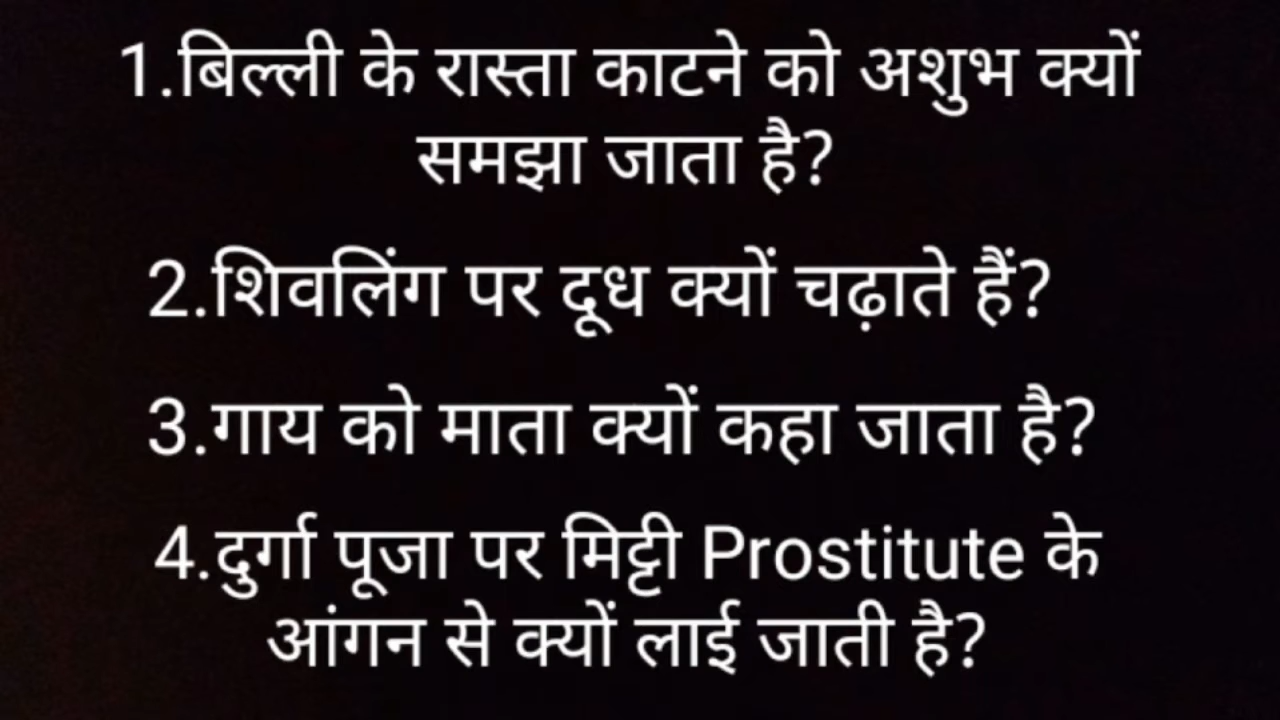 1.बिल्ली के रास्ता काटने को अशुभ क्यों
समझा जाता है?
2.शिवलिंग पर दूध क्यों चढ़ाते हैं?
3.गाय को माता क्यों कहा जाता है?
4.दुर्गा पूजा पर मिट्टी Prostitute के
आंगन से क्यों लाई जाती है?